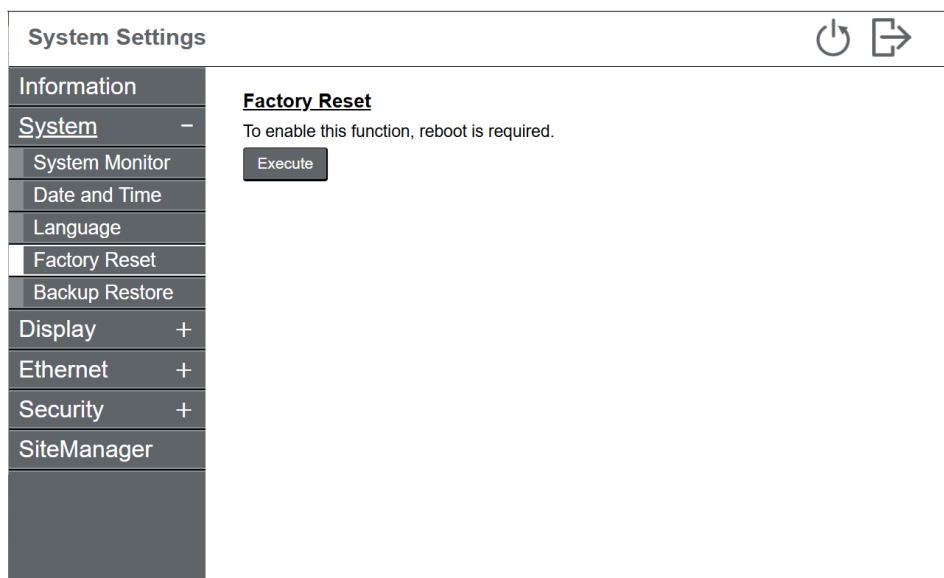 System Settings
Information
System −
System Monitor
Date and Time
Language
Factory Reset
Backup Restore
Display +
Ethernet +
Security +
SiteManager
Factory Reset
To enable this function, reboot is required.
Execute